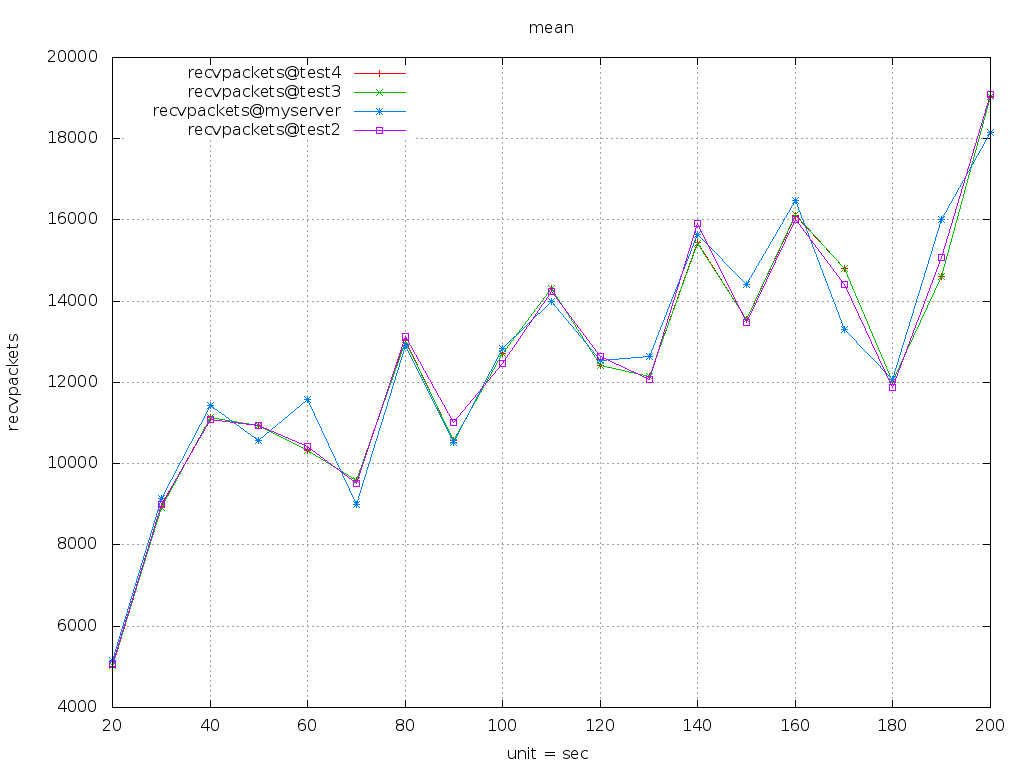 mean
20000
18000
16000
14000
12000
10000
8000
6000
4000
recvpackets
recvpackets@test4
recvpackets@test3
recvpackets@myserver
recvpackets@test2
20 40 60 80 100 120 140 160 180 200
unit = sec